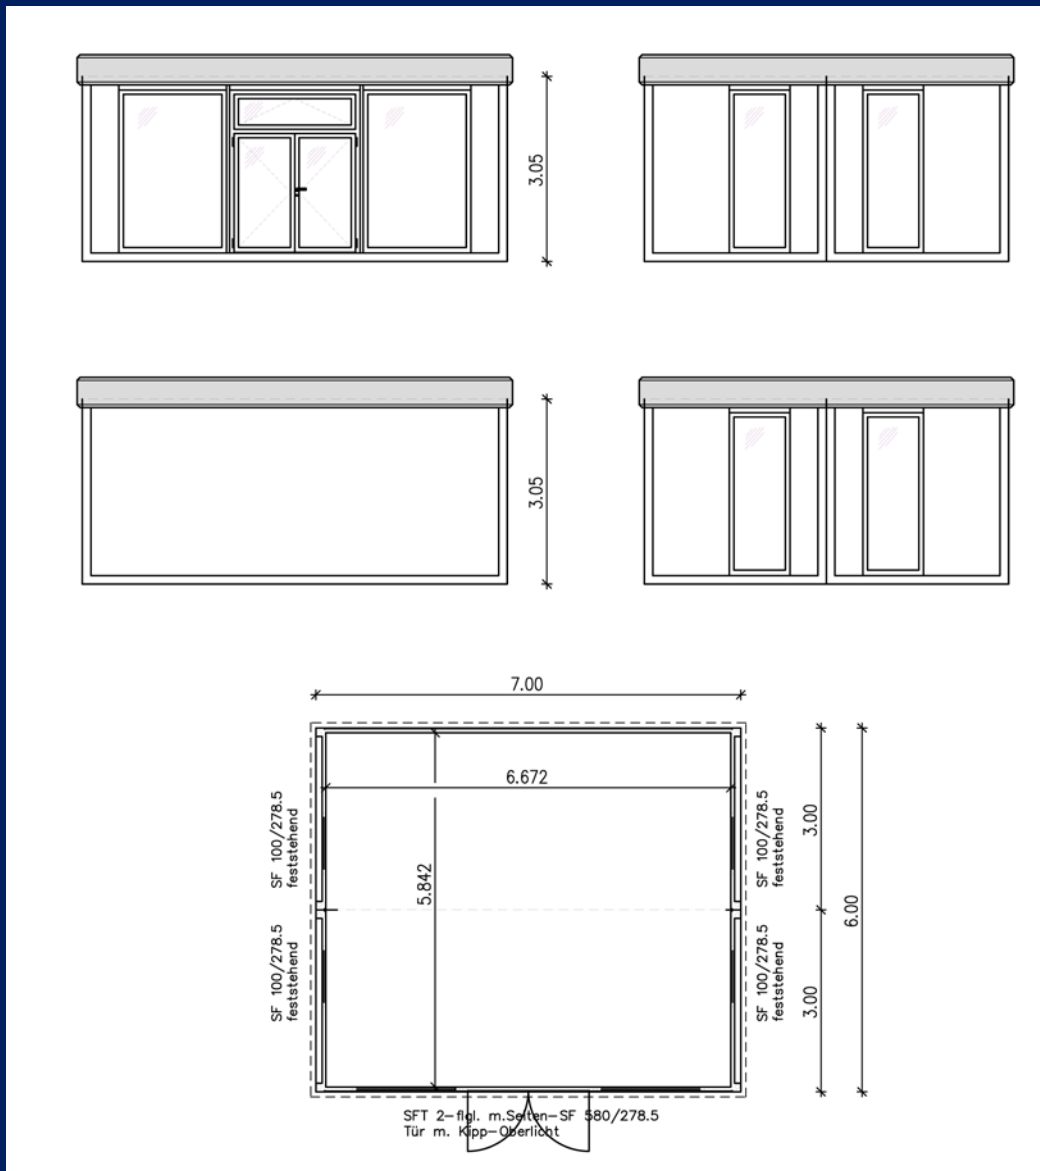 3.05
3.05
7.00
6.672
5.842
SF 100/278.5
feststehend
SF 100/278.5
feststehend
SF 100/278.5
feststehend
SF 100/278.5
feststehend
3.00
3.00
6.00
SFT 2-flgl. m.Seiten-SF 580/278.5
Tür m. Kipp-Oberlicht